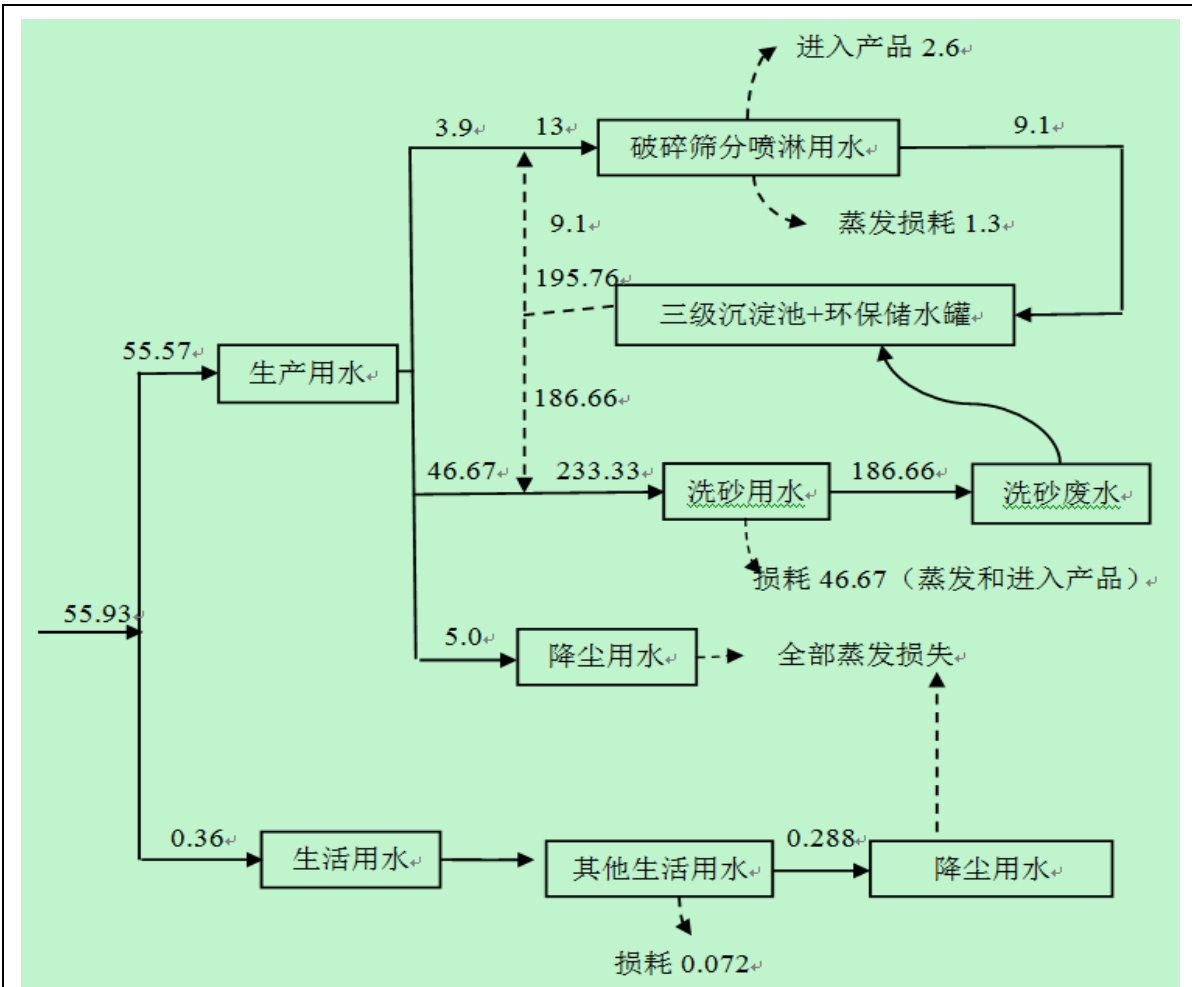 进入产品 2.6
3.9
13
破碎筛分喷淋用水
9.1
9.1
蒸发损耗 1.3
195.76
三级沉淀池+环保储水罐
55.57
生产用水
186.66
46.67
233.33
洗砂用水
186.66
洗砂废水
损耗 46.67（蒸发和进入产品）
55.93
5.0
降尘用水
全部蒸发损失
0.36
生活用水
其他生活用水
0.288
降尘用水
损耗 0.072